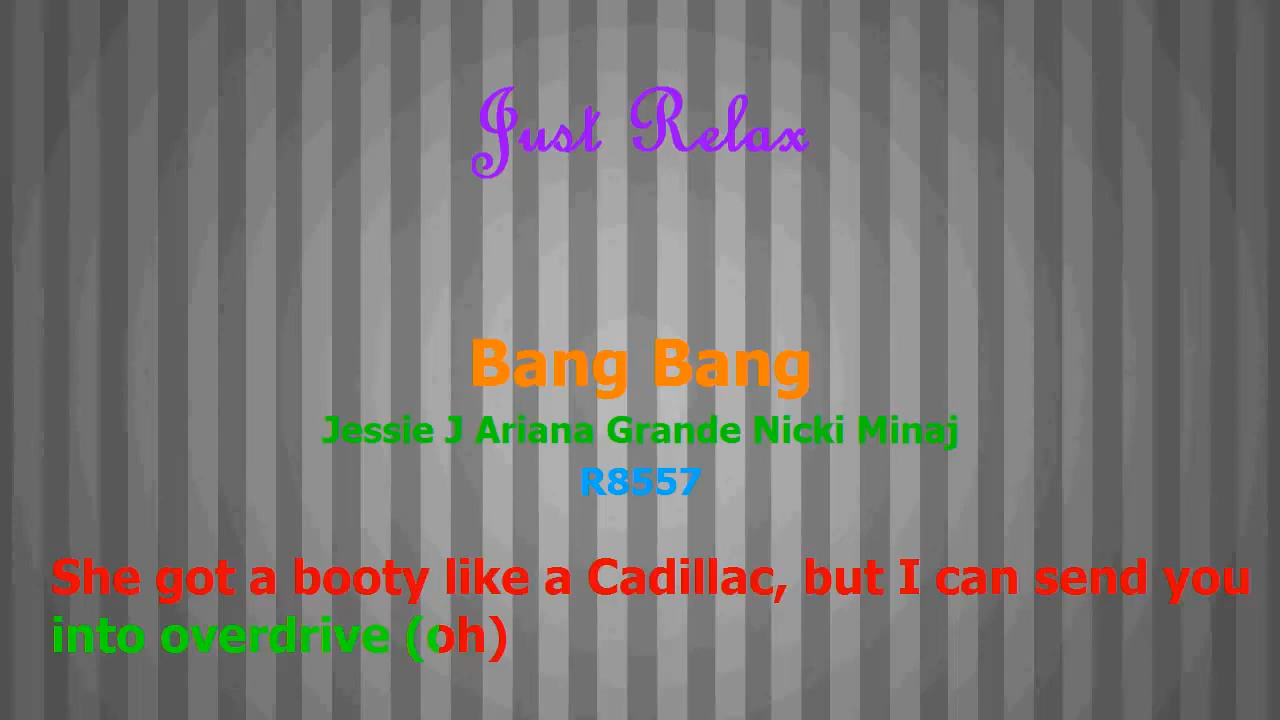 Just Relax
Bang Bang
Jessie J Ariana Grande Nicki Minaj
R8557
She got a booty like a Cadillac, but I can send you
into overdrive (oh)